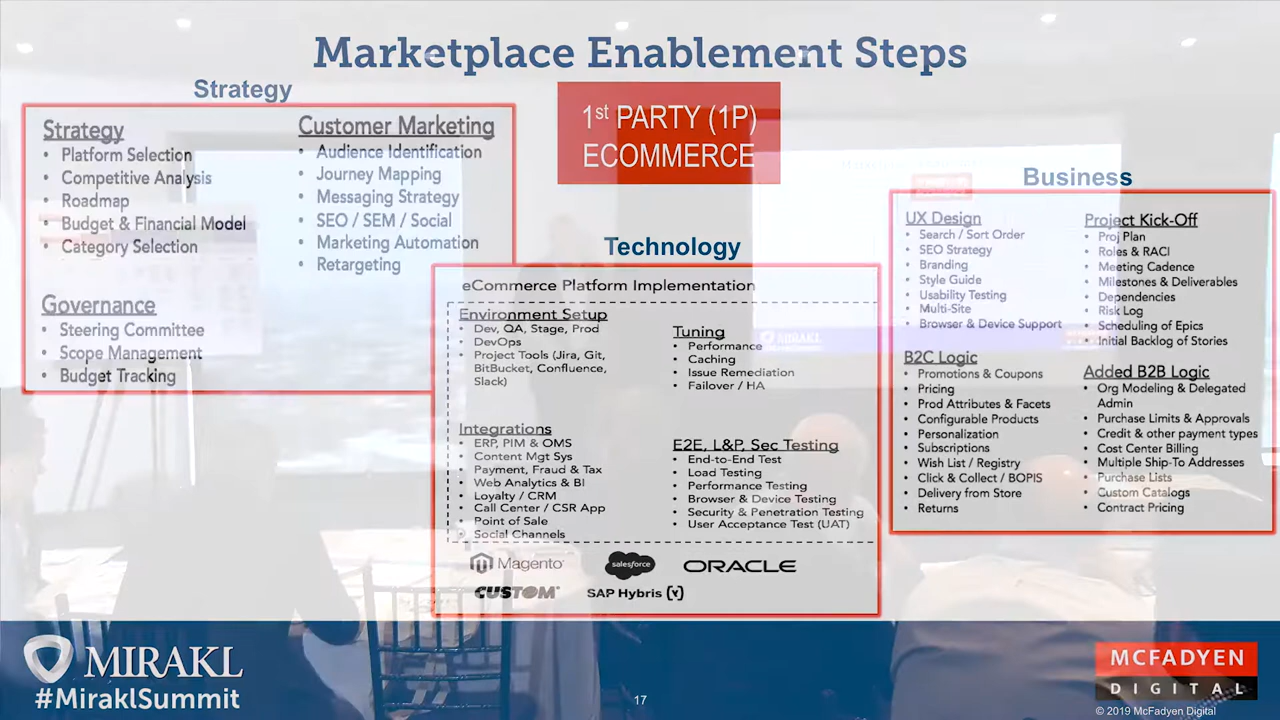 Marketplace Enablement Steps
Strategy
1st PARTY (1P)
ECOMMERCE
Strategy
• Platform Selection
• Competitive Analysis
• Roadmap
• Budget & Financial Model
• Category Selection
Governance
• Steering Committee
• Scope Management
• Budget Tracking
Customer Marketing
• Audience Identification
• Journey Mapping
• Messaging Strategy
• SEO / SEM / Social
• Marketing Automation
• Retargeting
Technology
eCommerce Platform Implementation
Environment Setup
• Dev, QA, Stage, Prod
• DevOps
• Project Tools (Jira, Git,
BitBucket, Confluence,
Slack)
Integrations
• ERP, PIM & OMS
• Content Mgt Sys
• Payment, Fraud & Tax
• Web Analytics & BI
• Loyalty / CRM
• Call Center / CSR App
• Point of Sale
• Social Channels
Tuning
• Performance
• Caching
• Issue Remediation
• Failover / HA
E2E, L&P, Sec Testing
• End-to-End Test
• Load Testing
• Performance Testing
• Browser & Device Testing
• Security & Penetration Testing
• User Acceptance Test (UAT)
Magento
salesforce
ORACLE
CUSTOM
SAP Hybris (Y)
Business
UX Design
• Search / Sort Order
• SEO Strategy
• Branding
• Style Guide
• Usability Testing
• Multi-Site
• Browser & Device Support
B2C Logic
• Promotions & Coupons
• Pricing
• Prod Attributes & Facets
• Configurable Products
• Personalization
• Subscriptions
• Wish List / Registry
• Click & Collect / BOPIS
• Delivery from Store
• Returns
Project Kick-Off
• Proj Plan
• Roles & RACI
• Meeting Cadence
• Milestones & Deliverables
• Dependencies
• Risk Log
• Scheduling of Epics
• Initial Backlog of Stories
Added B2B Logic
• Org Modeling & Delegated
Admin
• Purchase Limits & Approvals
• Credit & other payment types
• Cost Center Billing
• Multiple Ship-To Addresses
• Purchase Lists
• Custom Catalogs
• Contract Pricing
MIRAKL
#MiraklSummit
17
MCFADYEN
DIGITAL
© 2019 McFadyen Digital